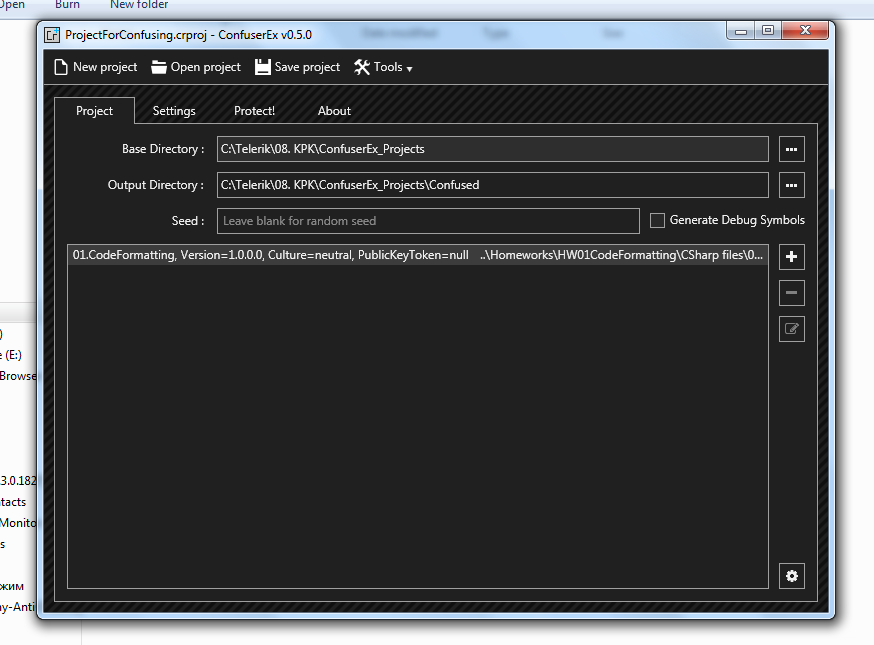 Open Burn New folder
ProjectForConfusing.crproj - ConfuserEx v0.5.0
New project Open project Save project Tools
Project Settings Protect! About
Base Directory : C:\Telerik\08. KPK\ConfuserEx_Projects
Output Directory : C:\Telerik\08. KPK\ConfuserEx_Projects\Confused
Seed : Leave blank for random seed Generate Debug Symbols
01.CodeFormatting, Version=1.0.0.0, Culture=neutral, PublicKeyToken=null ..\Homeworks\HW01CodeFormatting\CSharp files\0...
)
e (E:)
Browse
.3.0.182
ntacts
Monito
s
жим
ny-Anti